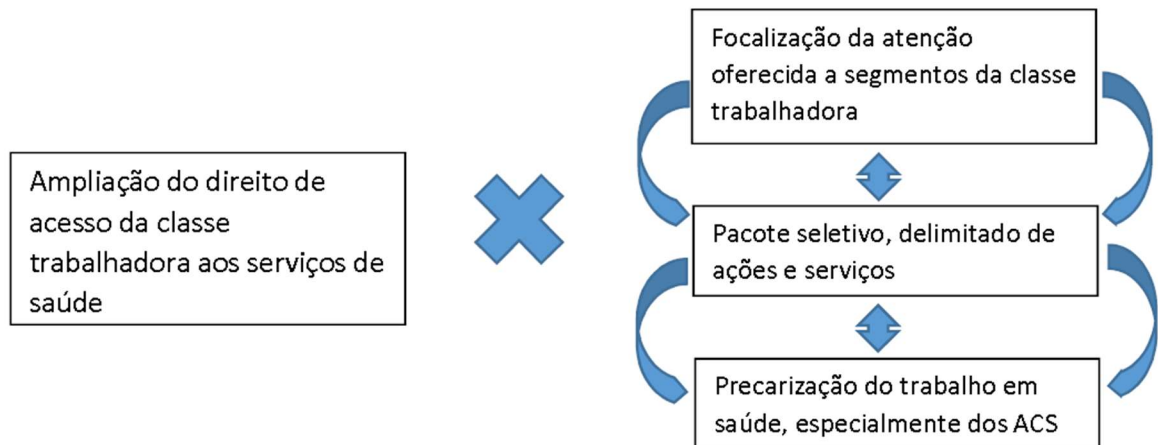 Ampliação do direito de
acesso da classe
trabalhadora aos serviços de
saúde
Focalização da atenção
oferecida a segmentos da classe
trabalhadora
Pacote seletivo, delimitado de
ações e serviços
Precarização do trabalho em
saúde, especialmente dos ACS